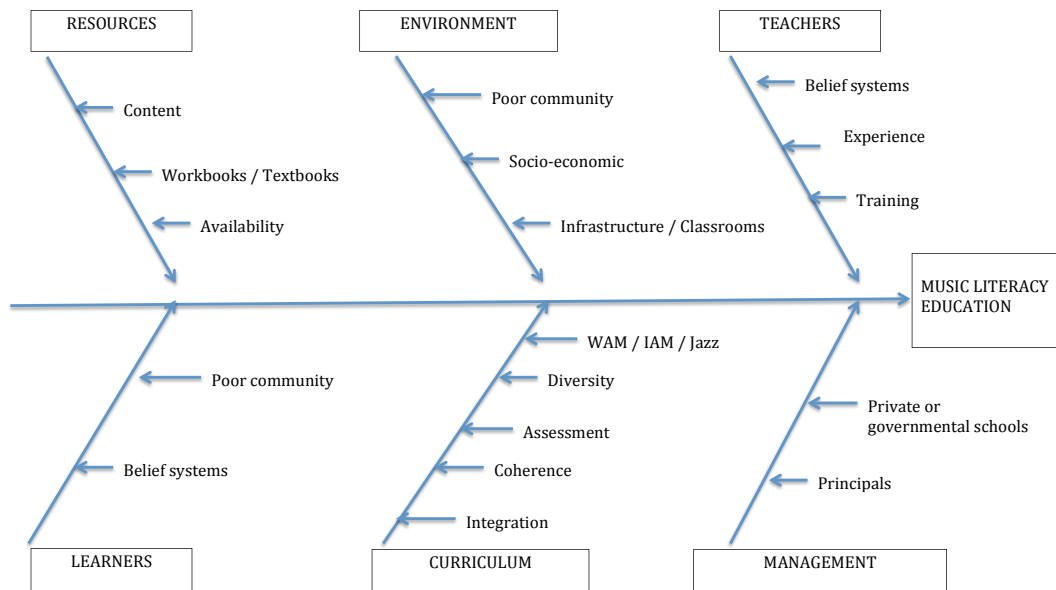 RESOURCES
ENVIRONMENT
TEACHERS
Content
Workbooks / Textbooks
Availability
Poor community
Socio-economic
Infrastructure / Classrooms
Belief systems
Experience
Training
MUSIC LITERACY
EDUCATION
Poor community
Belief systems
WAM / IAM / Jazz
Diversity
Assessment
Coherence
Integration
Private or
governmental schools
Principals
LEARNERS
CURRICULUM
MANAGEMENT